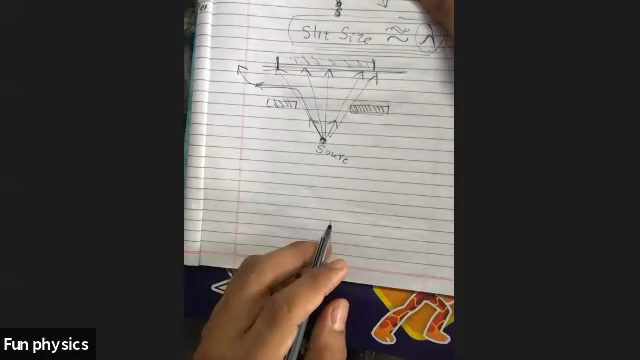 Slit Size ≈ λ
Source
Fun physics